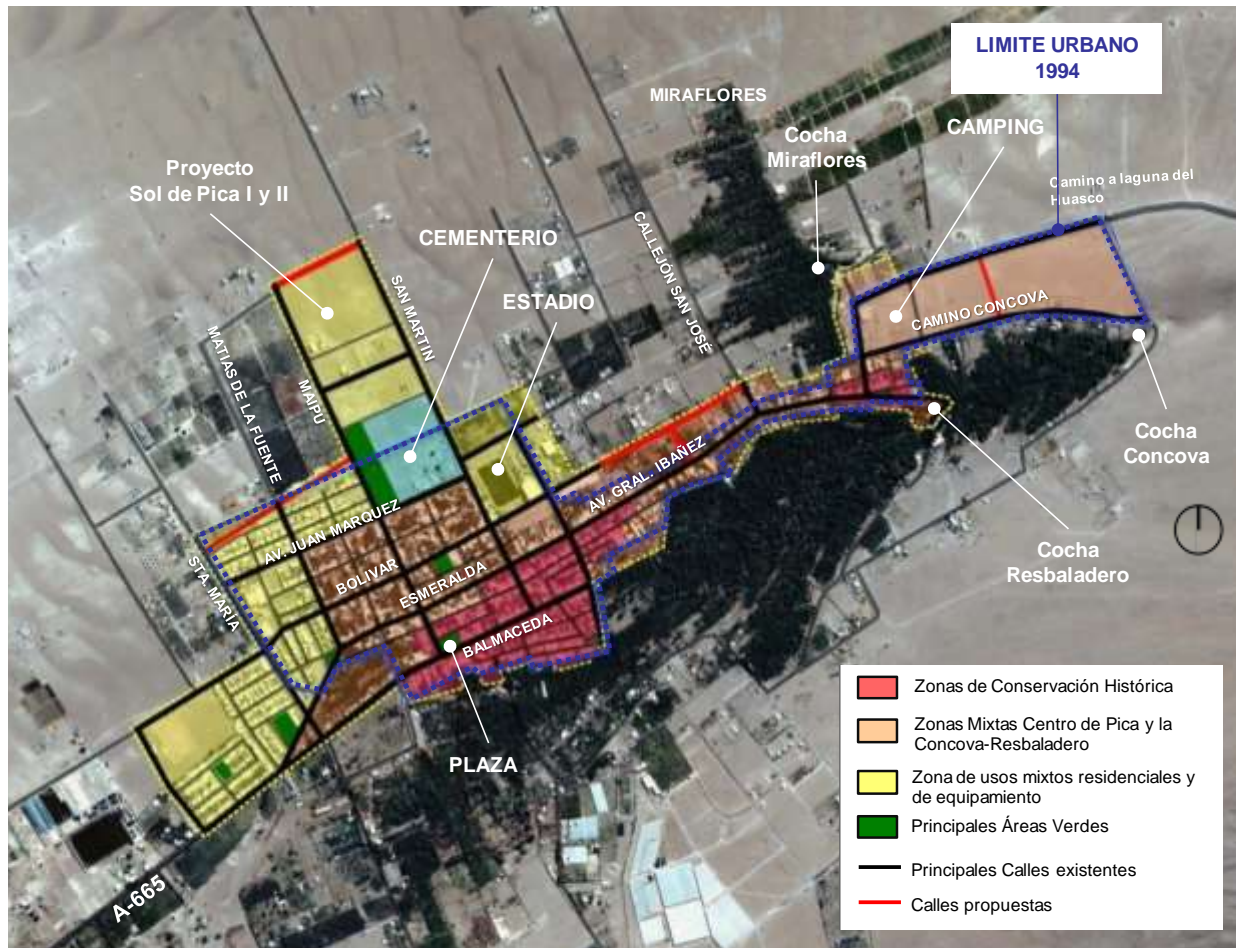 LIMITE URBANO
1994
MIRAFLORES
Cocha
Miraflores
CAMPING
Camino a laguna del
Huasco
Proyecto
Sol de Pica I y II
CEMENTERIO
ESTADIO
CALLEJÓN SAN JOSÉ
SAN MARTIN
MATIAS DE LA FUENTE
MAIPU
CAMINO CONCOVA
Cocha
Concova
AV. GRAL. IBAÑEZ
AV. JUAN MARQUEZ
BOLIVAR
ESMERALDA
STA. MARÍA
BALMACEDA
Cocha
Resbaladero
PLAZA
A-665
Zonas de Conservación Histórica
Zonas Mixtas Centro de Pica y la
Concova-Resbaladero
Zona de usos mixtos residenciales y
de equipamiento
Principales Áreas Verdes
Principales Calles existentes
Calles propuestas